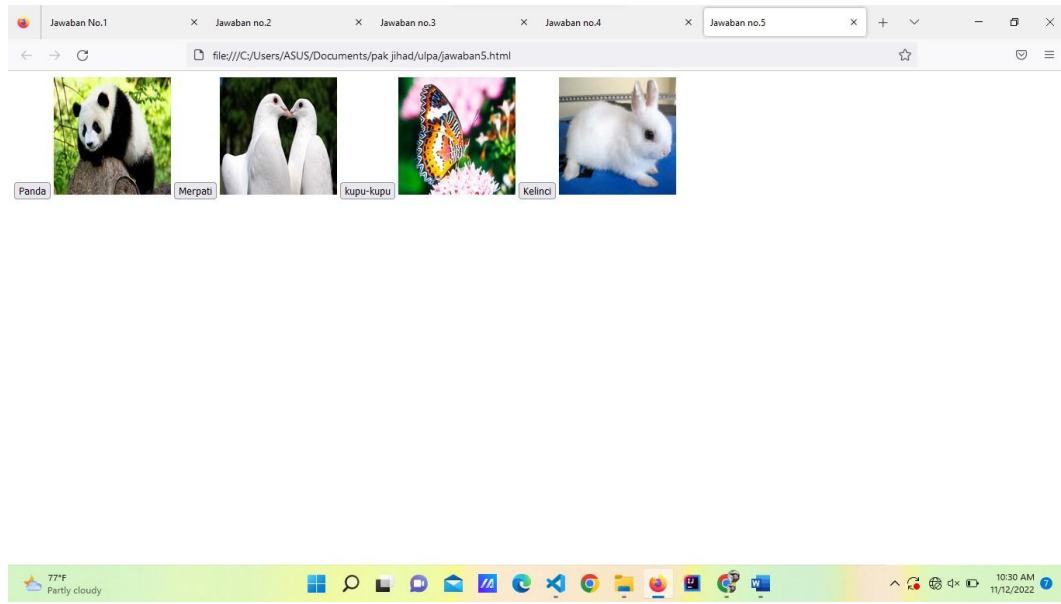 Jawaban No.1
Jawaban no.2
Jawaban no.3
Jawaban no.4
Jawaban no.5
file:///C:/Users/ASUS/Documents/pak jihad/ulpa/jawaban5.html
Panda
Merpati
kupu-kupu
Kelinci
77°F
Partly cloudy
10:30 AM
11/12/2022
7